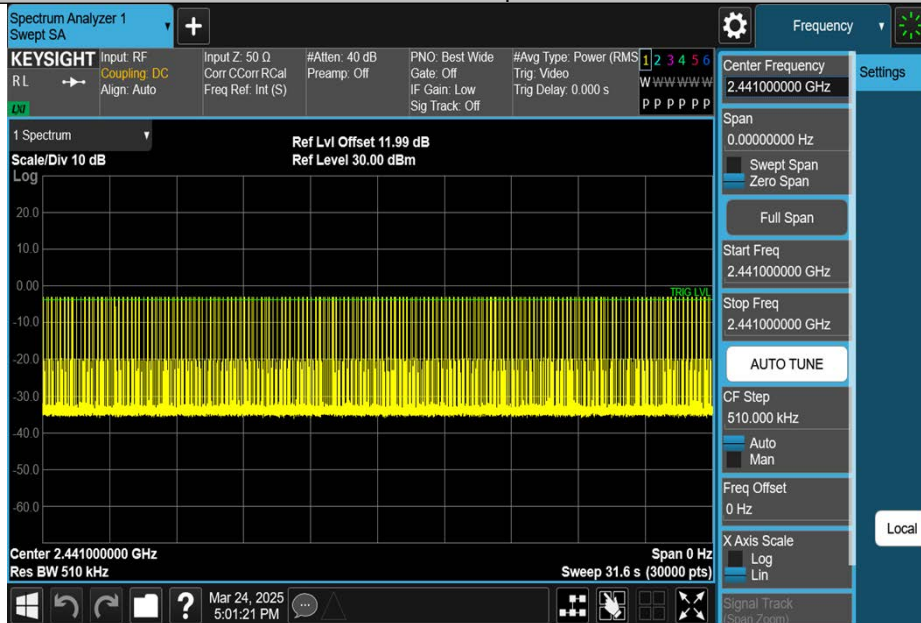 Spectrum Analyzer 1
Swept SA
+
Frequency
KEYSIGHT
R L
LXI
Input: RF
Coupling: DC
Align: Auto
Input Z: 50 Ω
Corr CCorr RCal
Freq Ref: Int (S)
#Atten: 40 dB
Preamp: Off
PNO: Best Wide
Gate: Off
IF Gain: Low
Sig Track: Off
#Avg Type: Power (RMS
Trig: Video
Trig Delay: 0.000 s
1 2 3 4 5 6
W W W W W W
P P P P P P
1 Spectrum
Scale/Div 10 dB
Log
Ref Lvl Offset 11.99 dB
Ref Level 30.00 dBm
20.0
10.0
0.00
-10.0
-20.0
-30.0
-40.0
-50.0
-60.0
TRIG LVL
Center 2.441000000 GHz
Res BW 510 kHz
Span 0 Hz
Sweep 31.6 s (30000 pts)
Center Frequency
2.441000000 GHz
Span
0.00000000 Hz
Swept Span
Zero Span
Full Span
Start Freq
2.441000000 GHz
Stop Freq
2.441000000 GHz
AUTO TUNE
CF Step
510.000 kHz
Auto
Man
Freq Offset
0 Hz
X Axis Scale
Log
Lin
Signal Track
(Span Zoom)
Settings
Local
?
Mar 24, 2025
5:01:21 PM